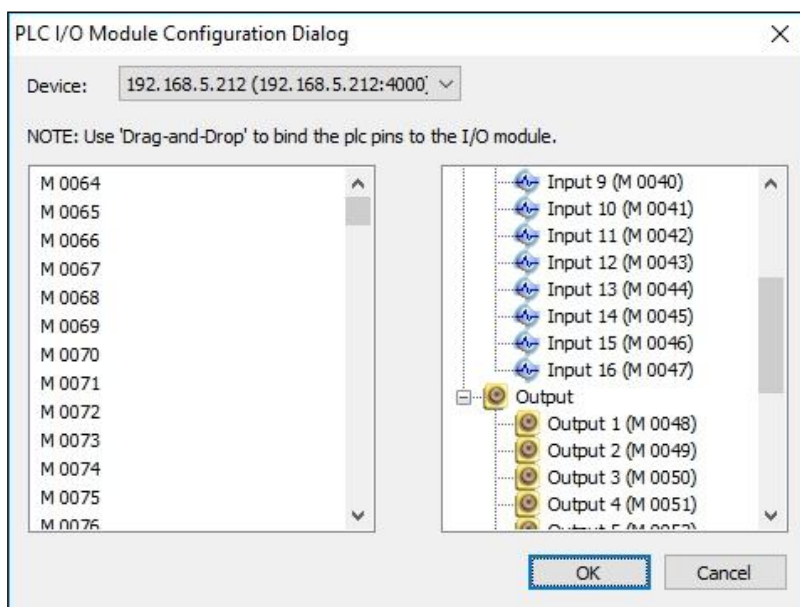 PLC I/O Module Configuration Dialog
Device: 192.168.5.212 (192.168.5.212:4000)
NOTE: Use 'Drag-and-Drop' to bind the plc pins to the I/O module.
M 0064
M 0065
M 0066
M 0067
M 0068
M 0069
M 0070
M 0071
M 0072
M 0073
M 0074
M 0075
M 0076
Input 9 (M 0040)
Input 10 (M 0041)
Input 11 (M 0042)
Input 12 (M 0043)
Input 13 (M 0044)
Input 14 (M 0045)
Input 15 (M 0046)
Input 16 (M 0047)
Output
Output 1 (M 0048)
Output 2 (M 0049)
Output 3 (M 0050)
Output 4 (M 0051)
Output 5 (M 0052)
OK Cancel